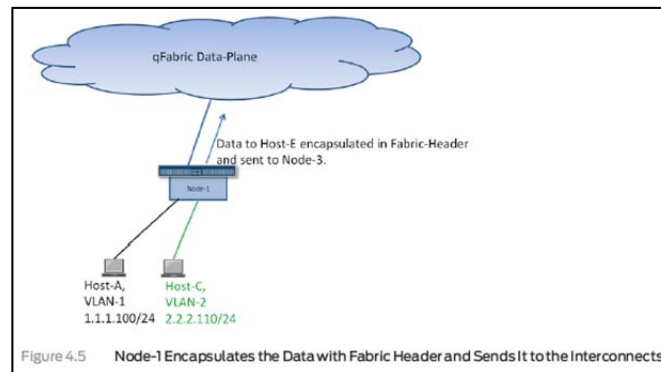 qFabric Data-Plane
Data to Host-E encapsulated in Fabric-Header
and sent to Node-3.
Node-1
Host-A,
VLAN-1
1.1.1.100/24
Host-C,
VLAN-2
2.2.2.110/24
Figure 4.5 Node-1 Encapsulates the Data with Fabric Header and Sends It to the Interconnects